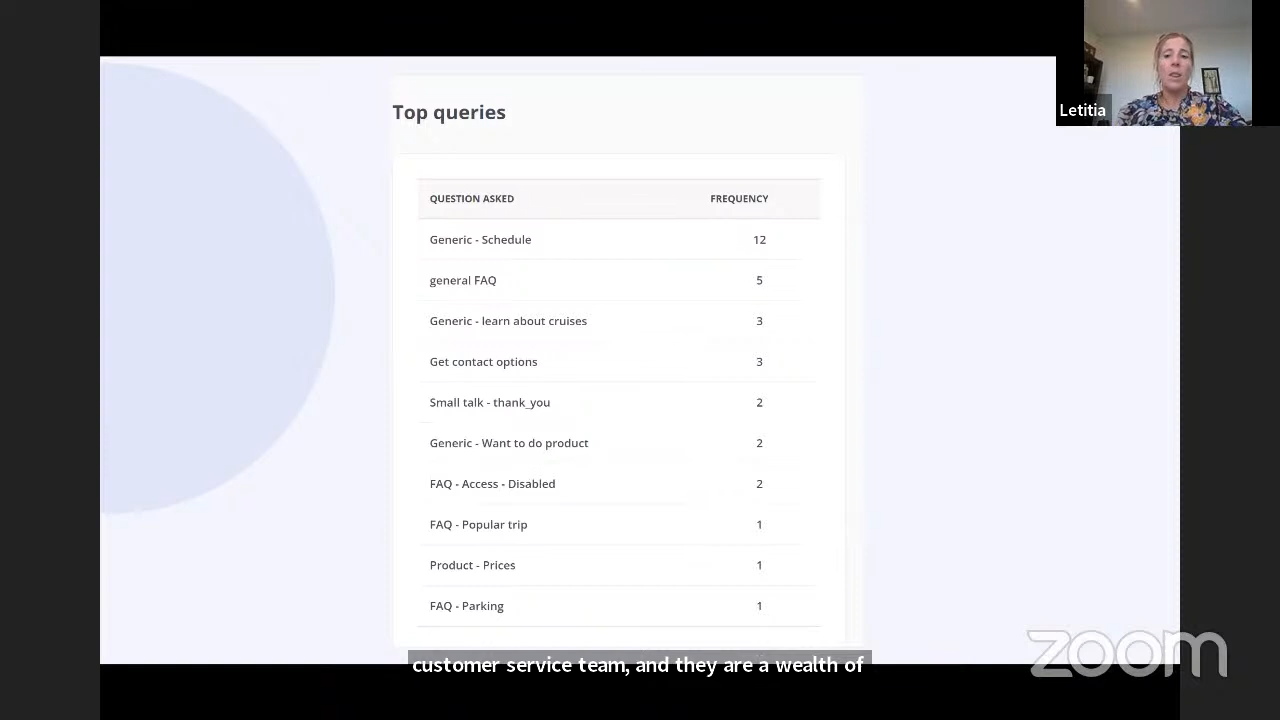 Top queries
Letitia
QUESTION ASKED FREQUENCY
Generic - Schedule 12
general FAQ 5
Generic - learn about cruises 3
Get contact options 3
Small talk - thank_you 2
Generic - Want to do product 2
FAQ - Access - Disabled 2
FAQ - Popular trip 1
Product - Prices 1
FAQ - Parking 1
zoom
customer service team, and they are a wealth of